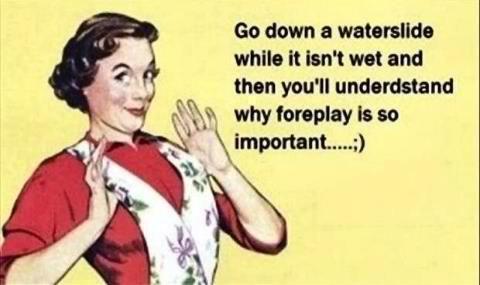 Go down a waterslide
while it isn't wet and
then you'll underdstand
why foreplay is so
important.....;)